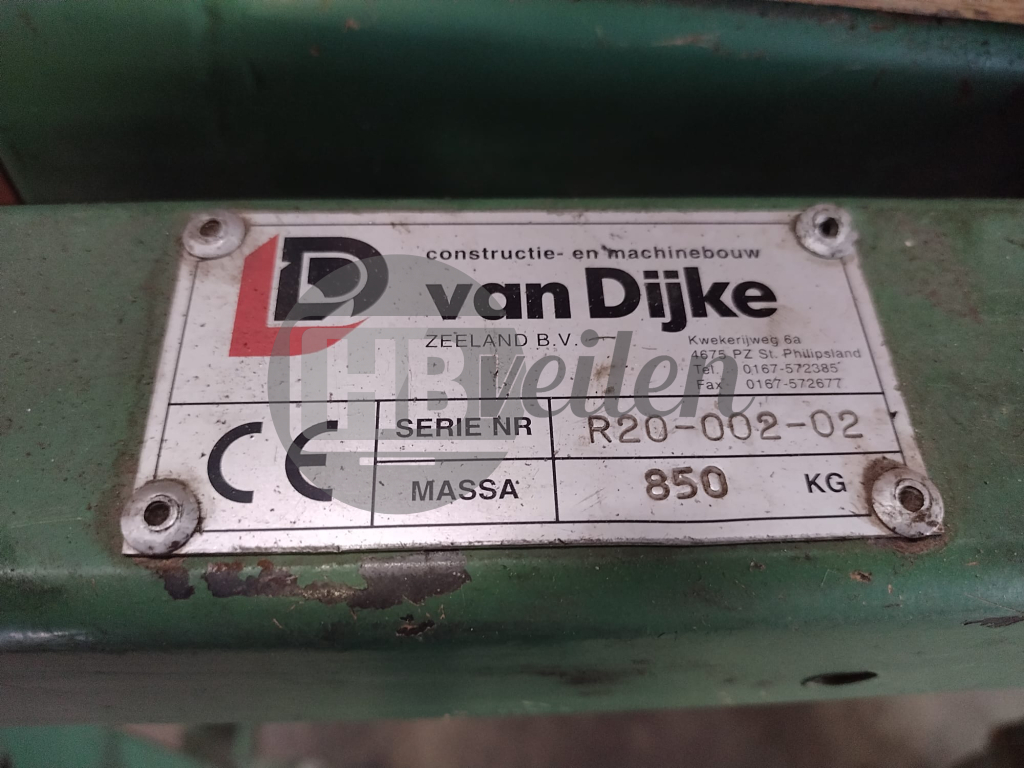 constructie- en machinebouw
van Dijke
ZEELAND B.V.
Kwekerijweg 6a
4675 PZ St. Philipsland
Tel. 0167-572385
Fax: 0167-572677
HBveilen
CE
SERIE NR R20-002-02
MASSA 850 KG